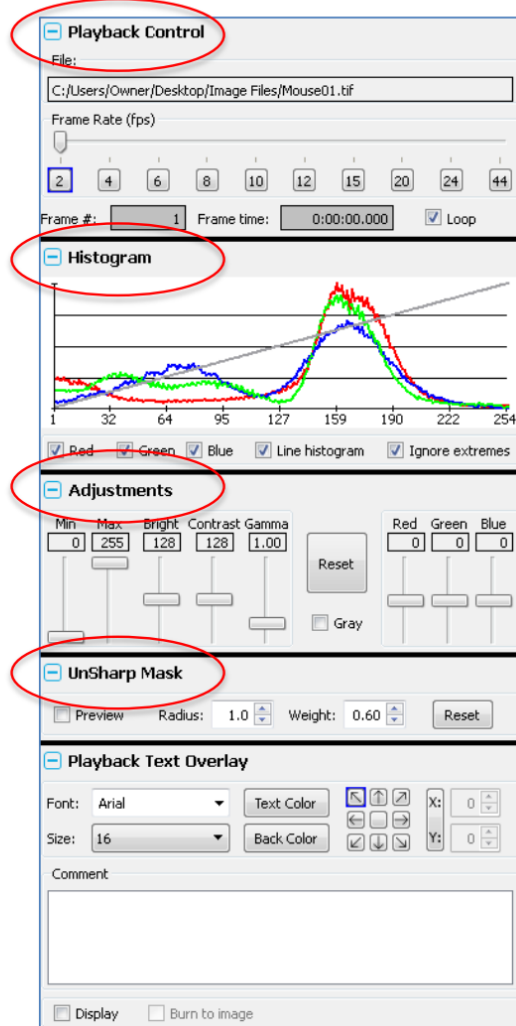 Playback Control
File:
C:/Users/Owner/Desktop/Image Files/Mouse01.tif
Frame Rate (fps)
2 4 6 8 10 12 15 20 24 44
Frame #: 1 Frame time: 0:00:00.000 Loop
Histogram
1 32 64 95 127 159 190 222 254
Red Green Blue Line histogram Ignore extremes
Adjustments
Min Max Bright Contrast Gamma Red Green Blue
0 255 128 128 1.00 0 0 0
Reset
Gray
UnSharp Mask
Preview Radius: 1.0 Weight: 0.60 Reset
Playback Text Overlay
Font: Arial Text Color X: 0
Size: 16 Back Color Y: 0
Comment
Display Burn to image